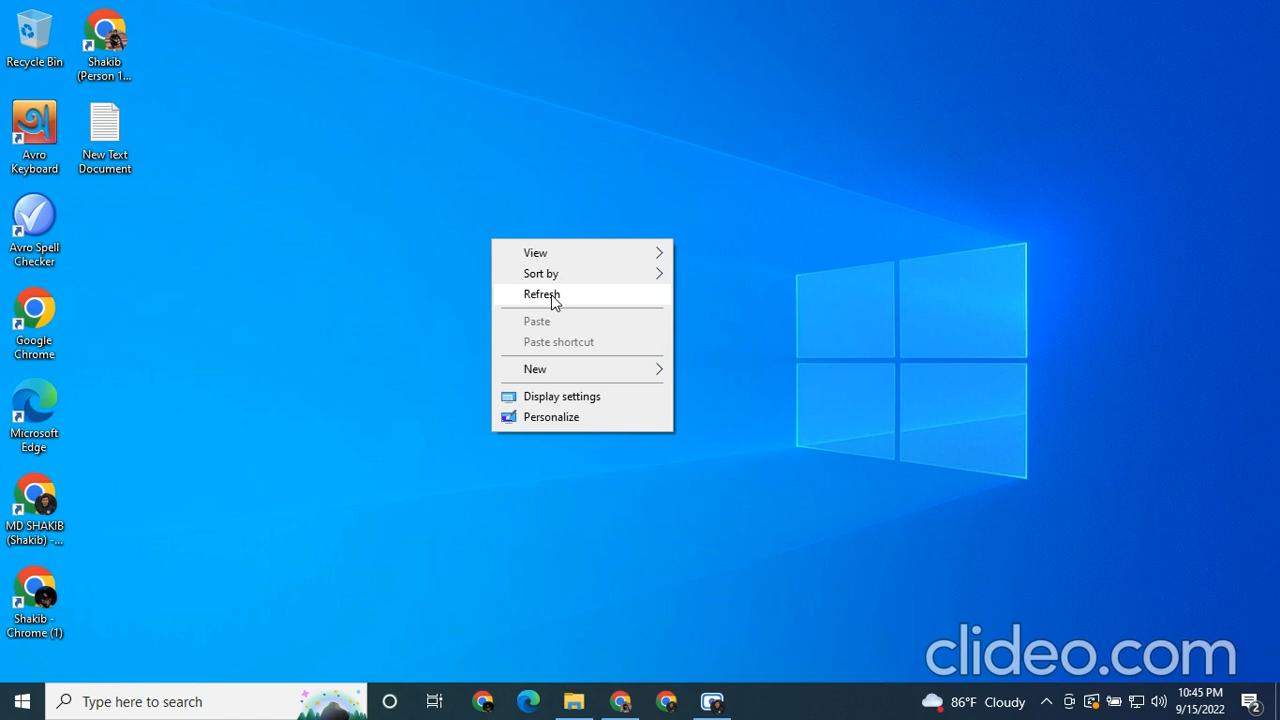 Recycle Bin
Shakib
(Person 1...
Avro
Keyboard
New Text
Document
Avro Spell
Checker
Google
Chrome
Microsoft
Edge
MD SHAKIB
(Shakib) -...
Shakib -
Chrome (1)
View
Sort by
Refresh
Paste
Paste shortcut
New
Display settings
Personalize
clideo.com
Type here to search
86°F Cloudy
10:45 PM
9/15/2022
2